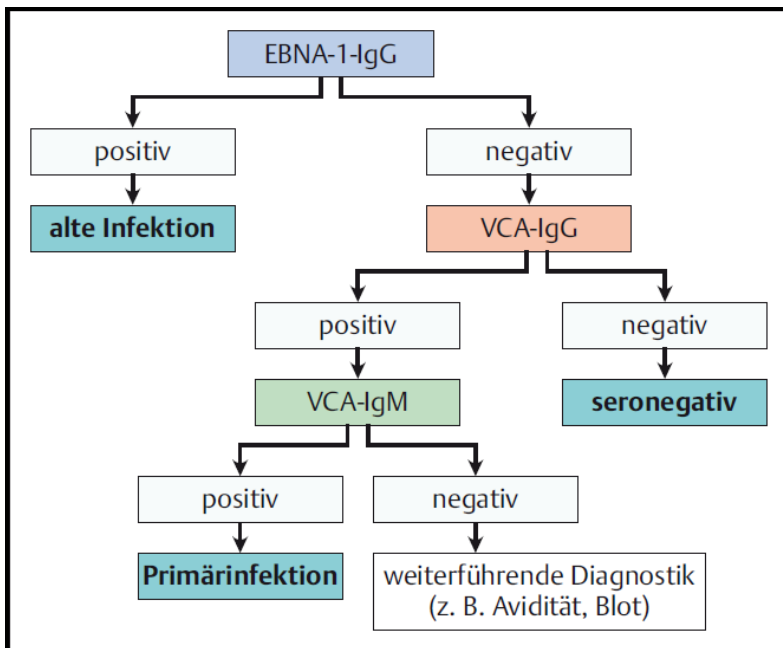 EBNA-1-IgG
positiv
negativ
alte Infektion
VCA-IgG
positiv
negativ
VCA-IgM
seronegativ
positiv
negativ
Primärinfektion
weiterführende Diagnostik
(z. B. Avidität, Blot)